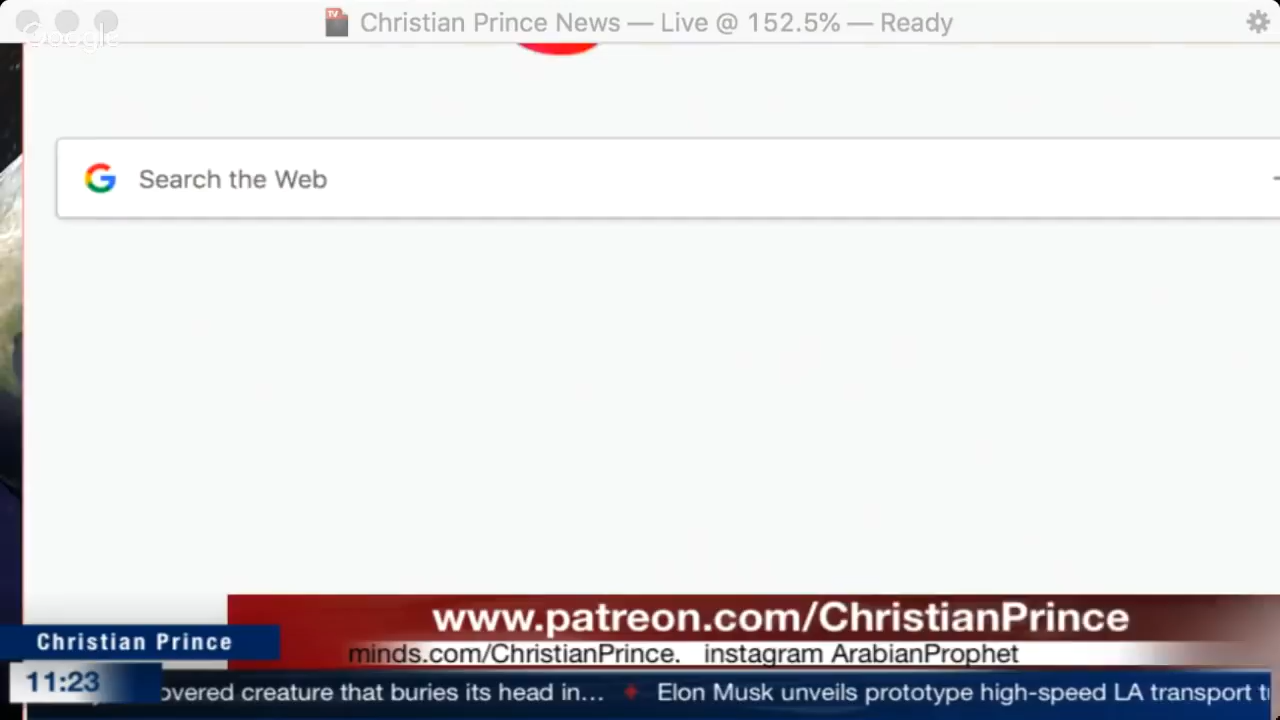 Christian Prince News — Live @ 152.5% — Ready
Google
Search the Web
www.patreon.com/ChristianPrince
Christian Prince
minds.com/ChristianPrince. instagram ArabianProphet
11:23
overed creature that buries its head in... Elon Musk unveils prototype high-speed LA transport